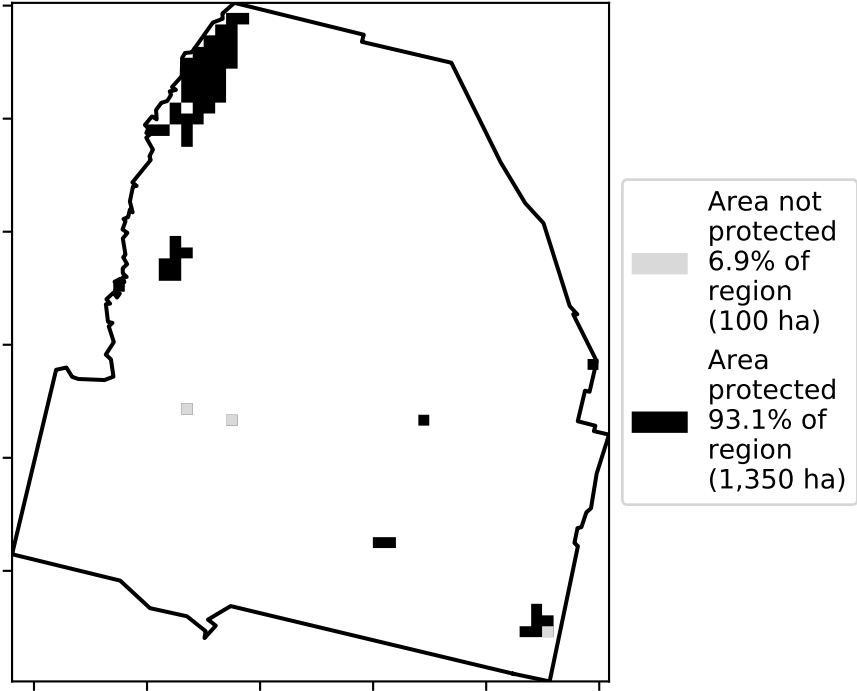 Area not
protected
6.9% of
region
(100 ha)
Area
protected
93.1% of
region
(1,350 ha)